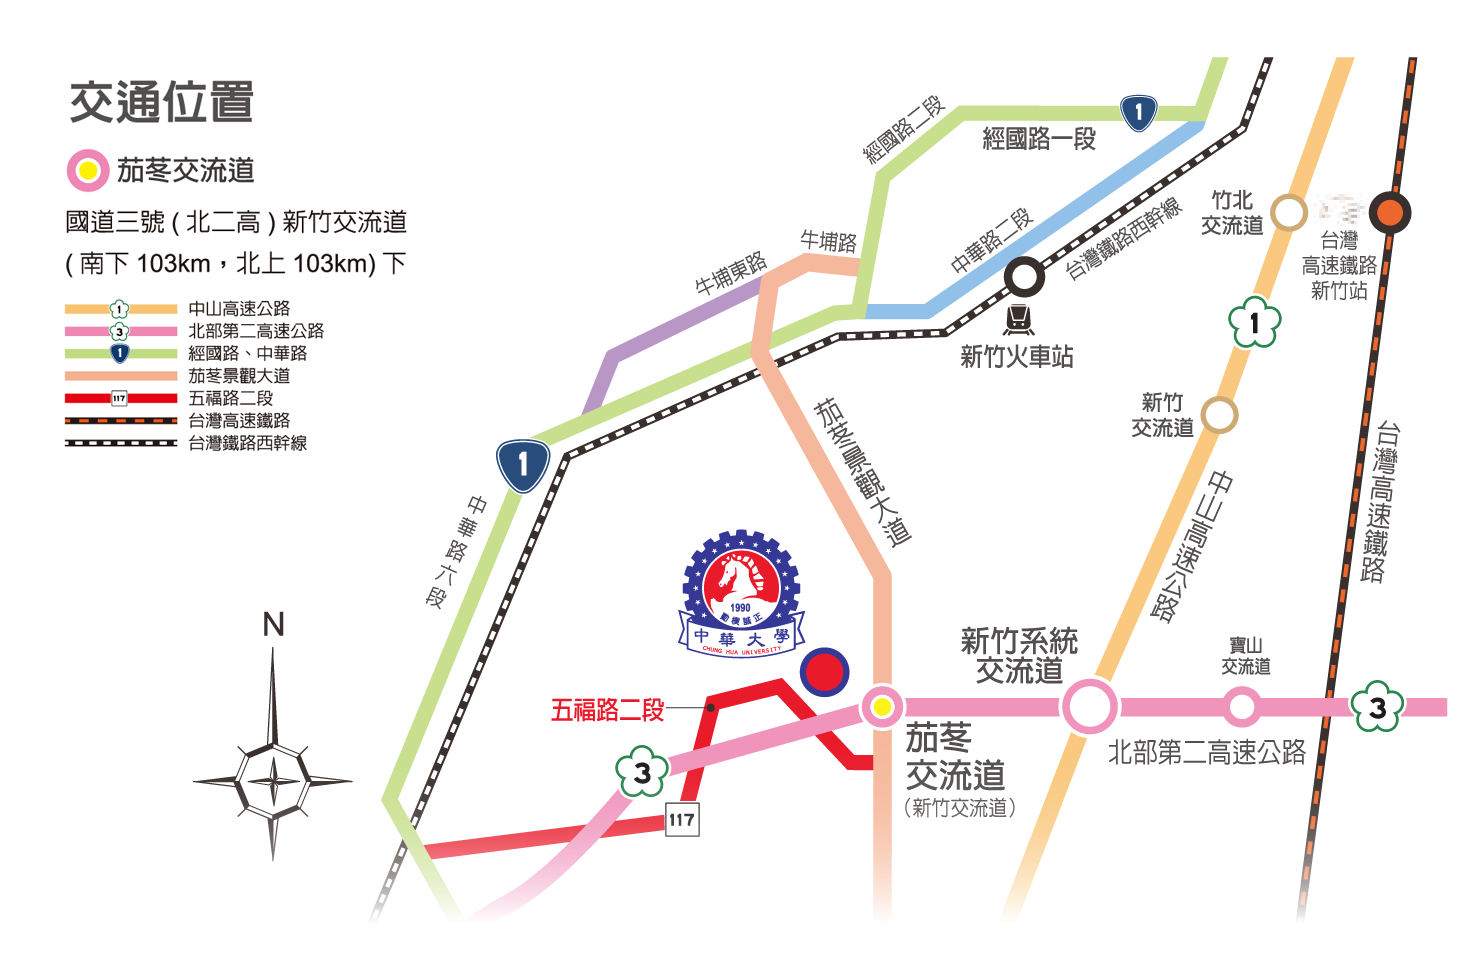 交通位置
茄苳交流道
國道三號 ( 北二高 ) 新竹交流道
( 南下 103km，北上 103km) 下
1
中山高速公路
3
北部第二高速公路
1
經國路、中華路
茄苳景觀大道
117
五福路二段
台灣高速鐵路
台灣鐵路西幹線
經國路二段
1
經國路一段
竹北
交流道
台灣
高速鐵路
新竹站
牛埔路
牛埔東路
中華路二段
台灣鐵路西幹線
1
新竹火車站
新竹
交流道
茄苳景觀大道
1
中華路六段
中山高速公路
台灣高速鐵路
1990
勤樸誠正
中華大學
CHUNG HUA UNIVERSITY
N
新竹系統
交流道
寶山
交流道
五福路二段
3
茄苳
交流道
(新竹交流道)
北部第二高速公路
3
117